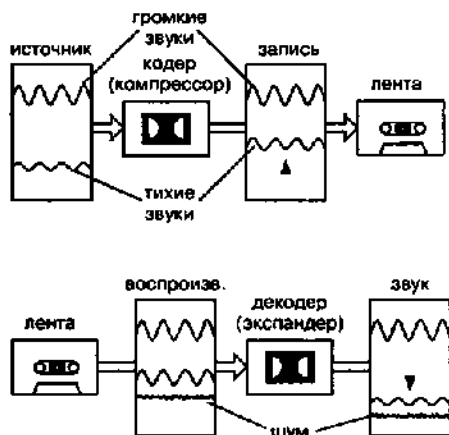 громкие
звуки
источник
кодер
(компрессор)
запись
лента
тихие
звуки
воспроизв.
декодер
(экспандер)
звук
лента
шум